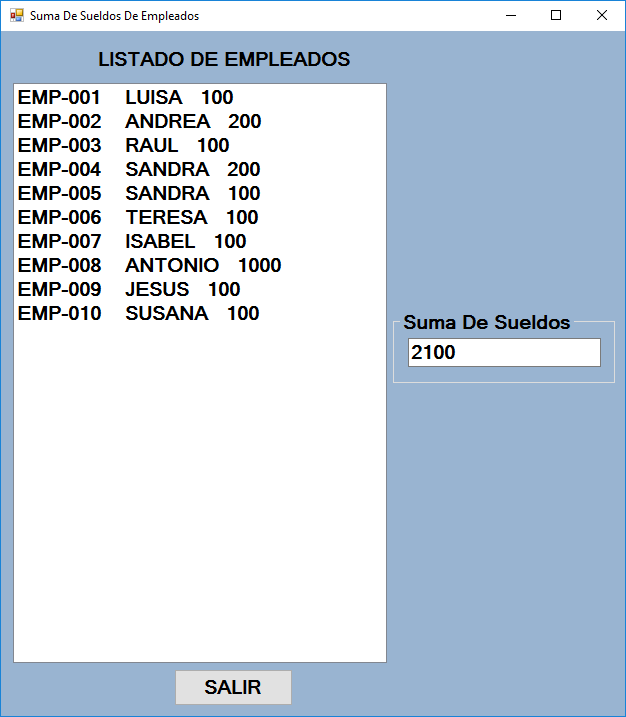 Suma De Sueldos De Empleados
LISTADO DE EMPLEADOS
EMP-001 LUISA 100
EMP-002 ANDREA 200
EMP-003 RAUL 100
EMP-004 SANDRA 200
EMP-005 SANDRA 100
EMP-006 TERESA 100
EMP-007 ISABEL 100
EMP-008 ANTONIO 1000
EMP-009 JESUS 100
EMP-010 SUSANA 100
Suma De Sueldos
2100
SALIR